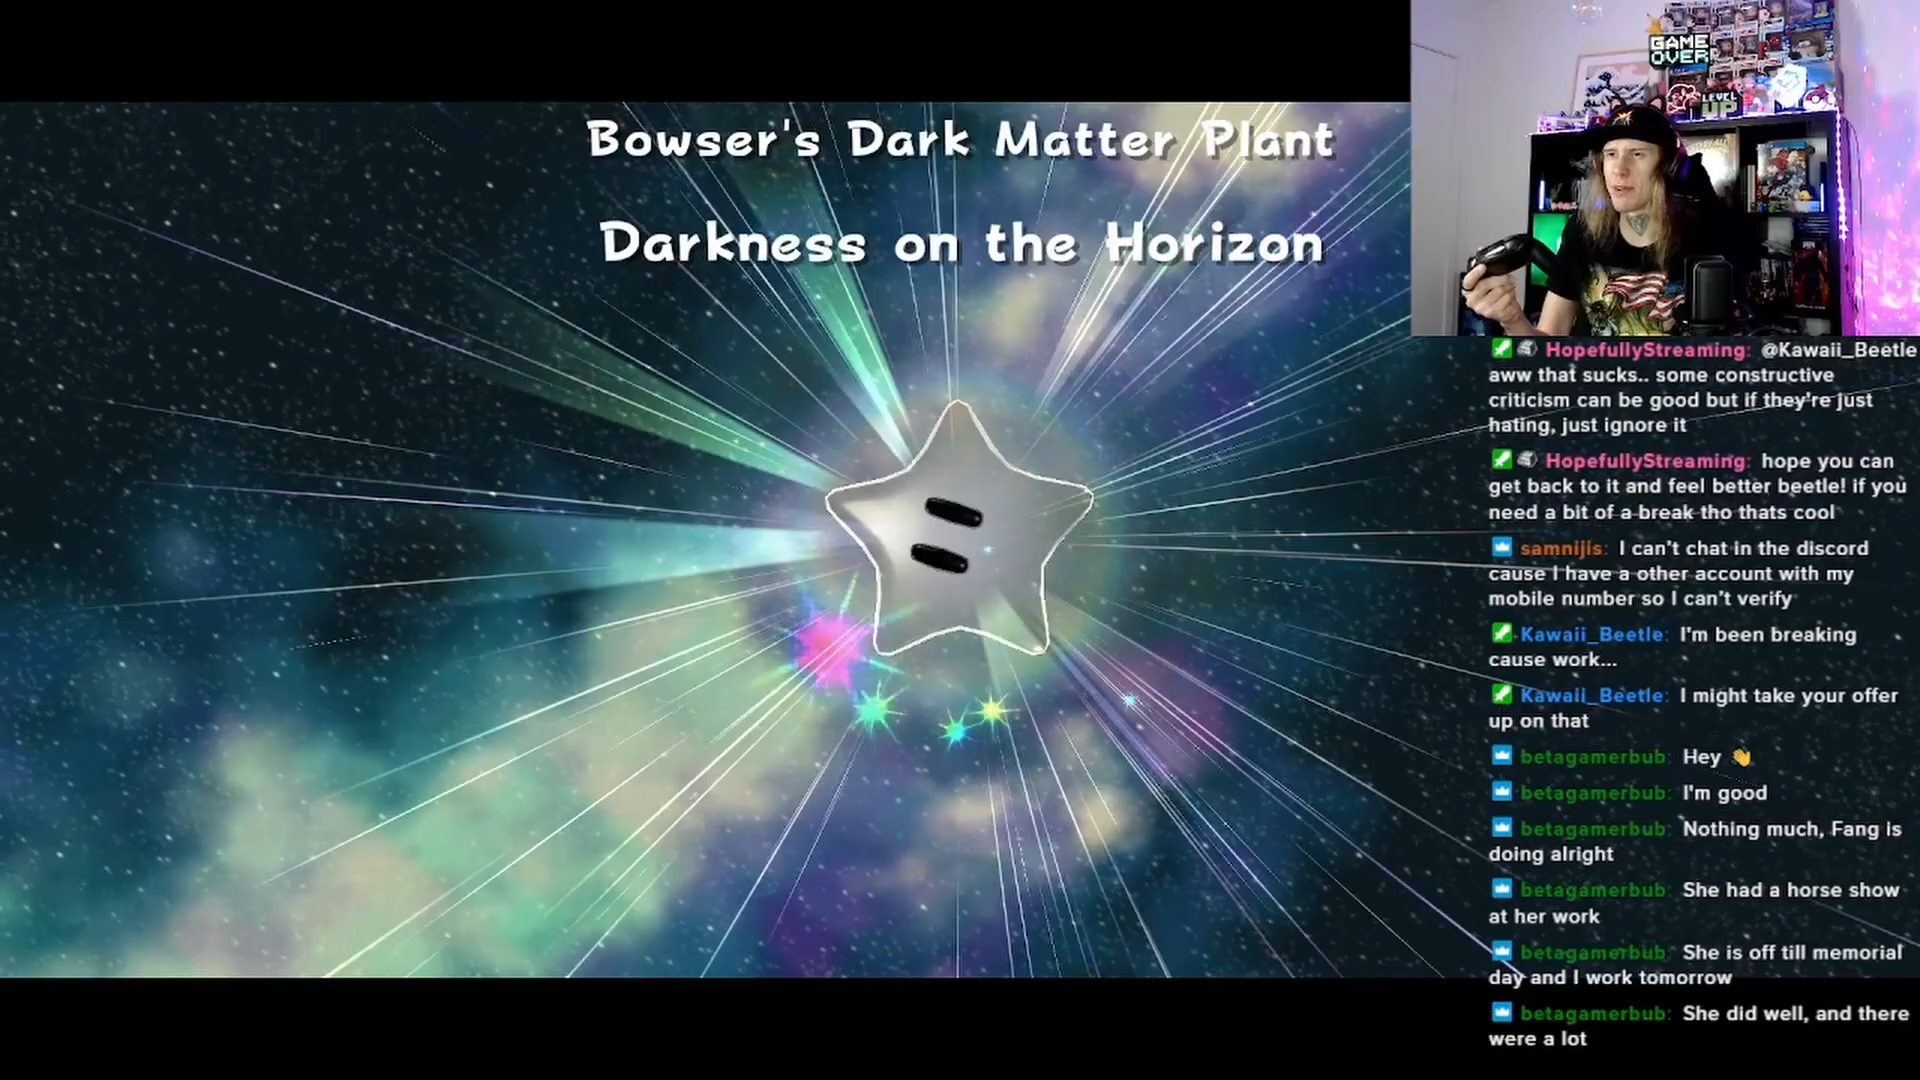 Bowser's Dark Matter Plant
Darkness on the Horizon
GAME
OVER
LEVEL
UP
HopefullyStreaming: @Kawaii_Beetle
aww that sucks.. some constructive
criticism can be good but if they're just
hating, just ignore it
HopefullyStreaming: hope you can
get back to it and feel better beetle! if you
need a bit of a break tho thats cool
samnijis: I can't chat in the discord
cause I have a other account with my
mobile number so I can't verify
Kawaii_Beetle: I'm been breaking
cause work...
Kawaii_Beetle: I might take your offer
up on that
betagamerbub: Hey 👋
betagamerbub: I'm good
betagamerbub: Nothing much, Fang is
doing alright
betagamerbub: She had a horse show
at her work
betagamerbub: She is off till memorial
day and I work tomorrow
betagamerbub: She did well, and there
were a lot